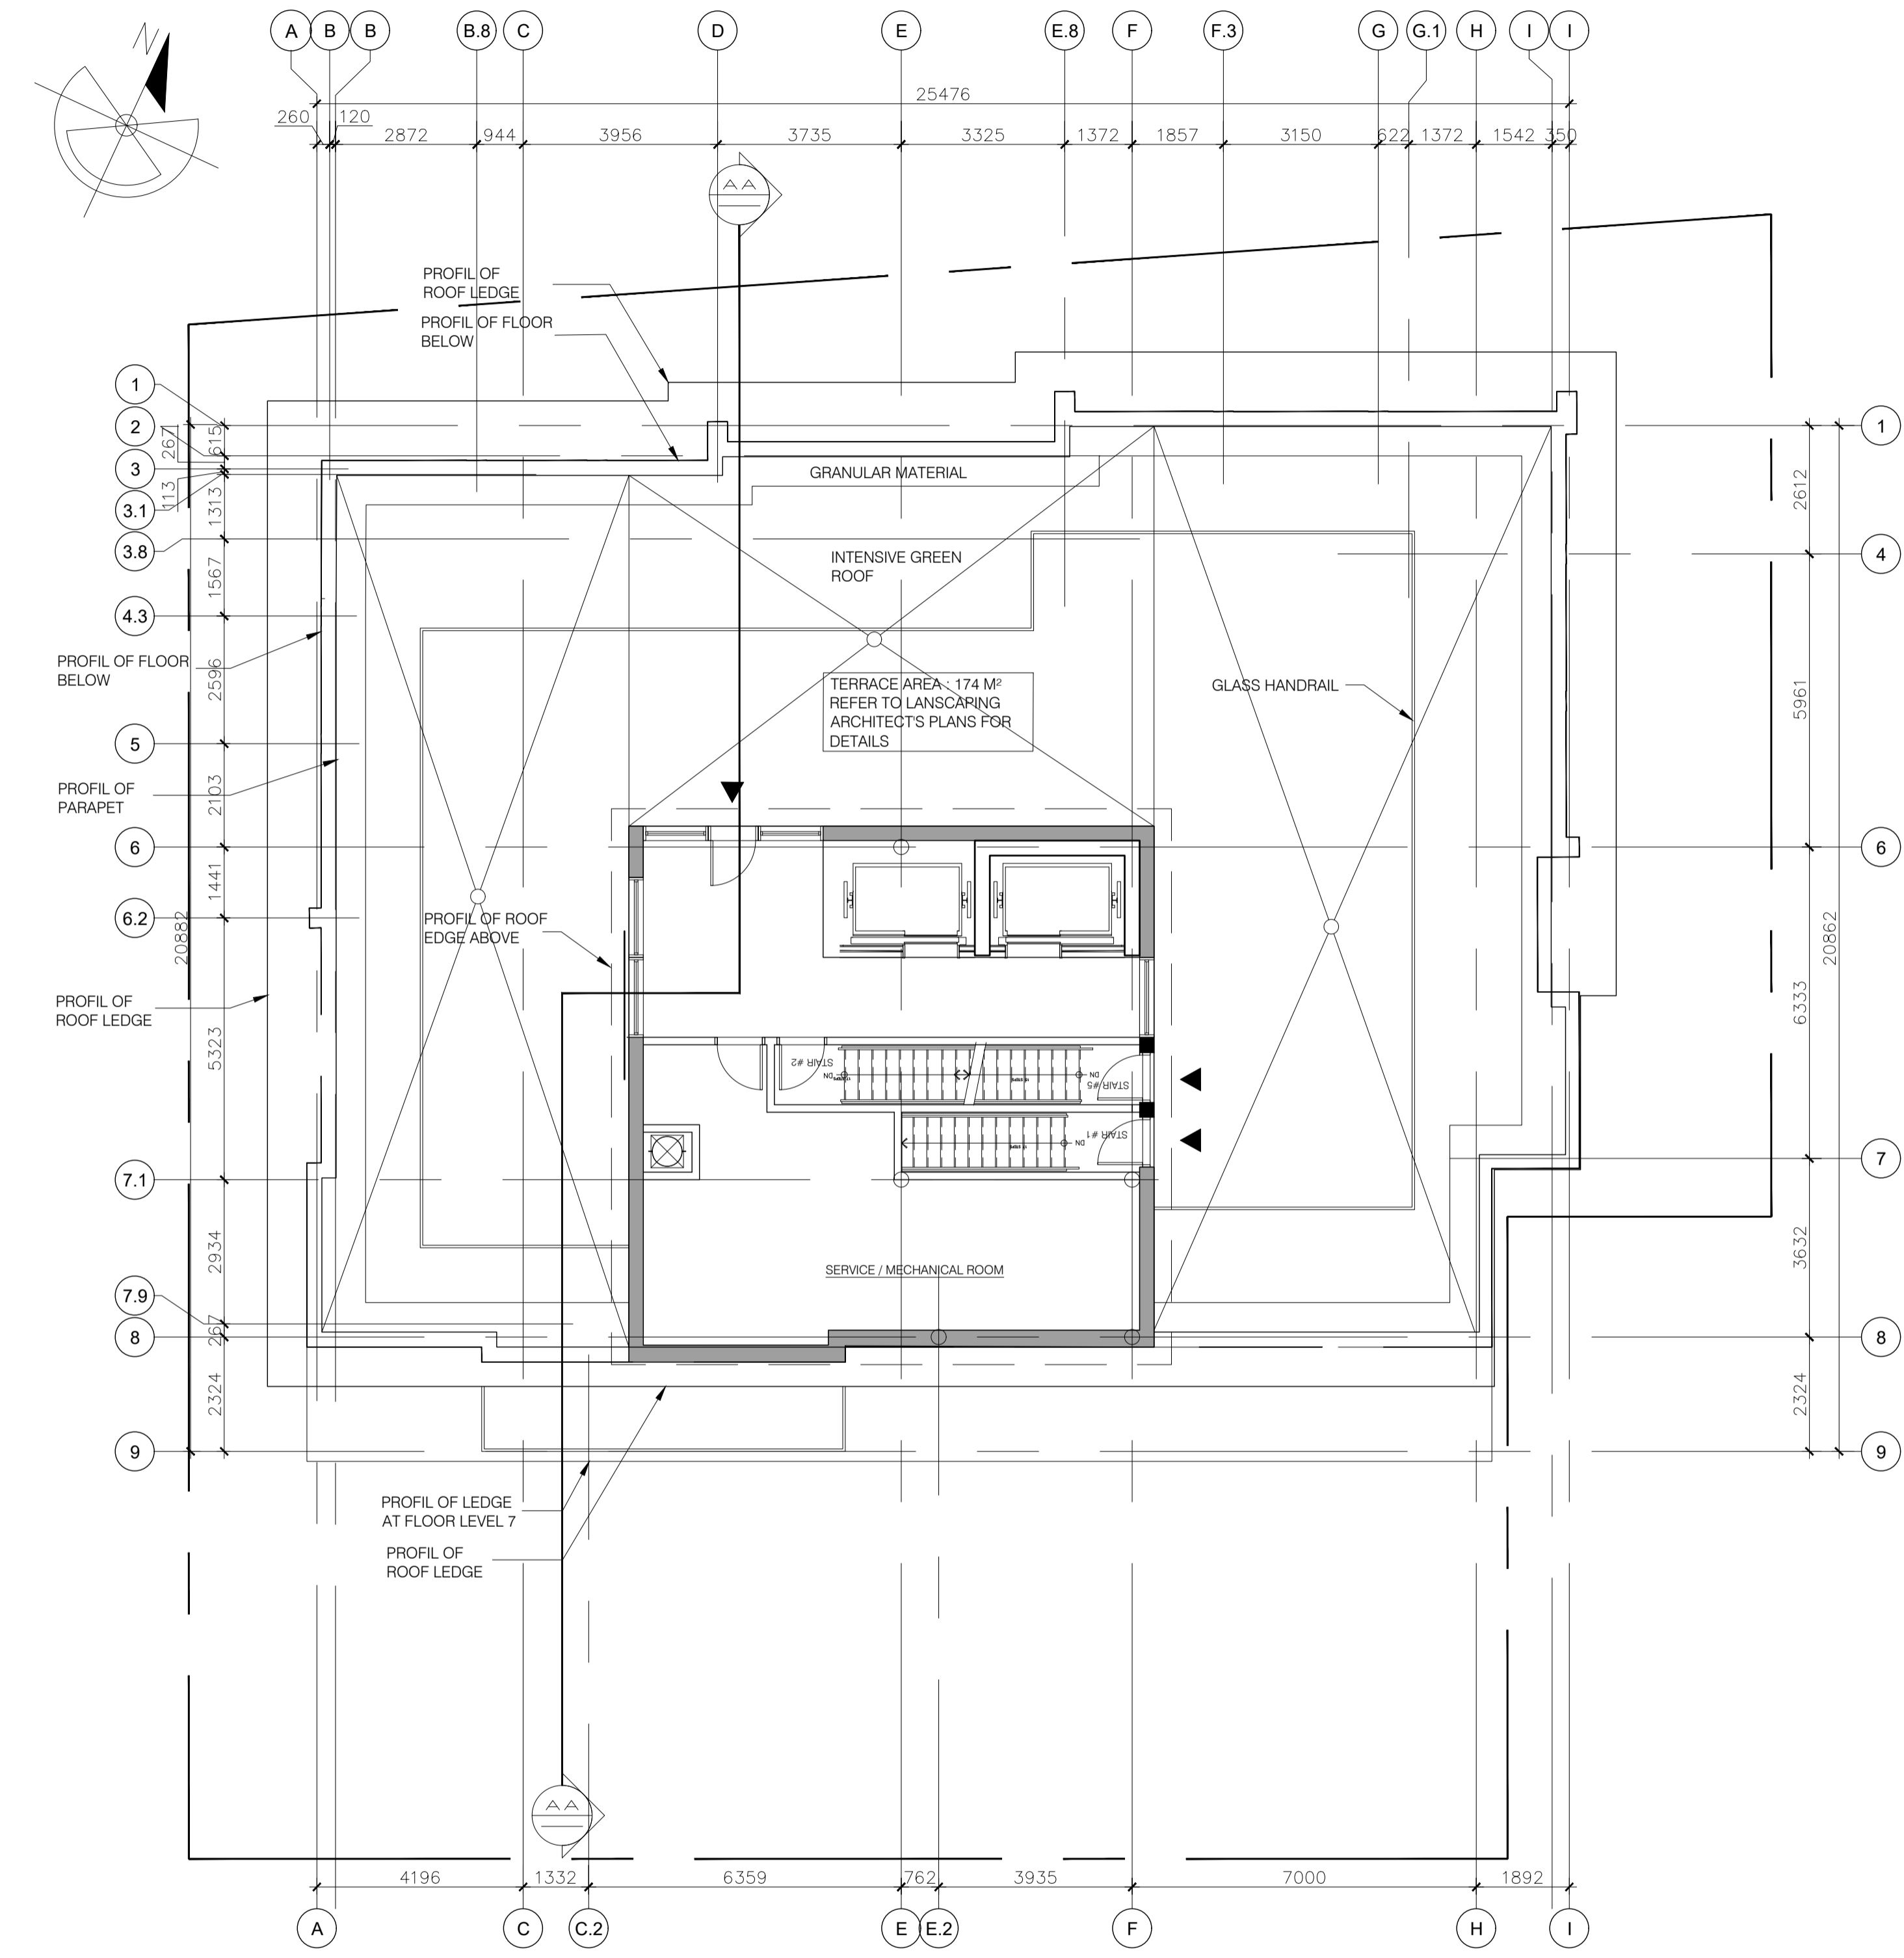 N
A
B
B
B.8
C
D
E
E.8
F
F.3
G
G.1
H
I
I
25476
260
120
2872
944
3956
3735
3325
1372
1857
3150
622
1372
1542
350
A A
PROFIL OF
ROOF LEDGE
PROFIL OF FLOOR
BELOW
1
2
3
3.1
3.8
4.3
5
6
6.2
7.1
7.9
8
9
267
615
113
1313
1567
2596
2103
1441
20882
5323
2934
267
2324
GRANULAR MATERIAL
INTENSIVE GREEN
ROOF
PROFIL OF FLOOR
BELOW
TERRACE AREA : 174 M²
REFER TO LANSCAPING
ARCHITECT'S PLANS FOR
DETAILS
GLASS HANDRAIL
PROFIL OF
PARAPET
PROFIL OF ROOF
EDGE ABOVE
PROFIL OF
ROOF LEDGE
STAIR #2
DN
DN
STAIR #5
DN
STAIR #1
SERVICE / MECHANICAL ROOM
1
4
6
7
8
9
2612
5961
20862
6333
3632
2324
PROFIL OF LEDGE
AT FLOOR LEVEL 7
PROFIL OF
ROOF LEDGE
A A
4196
1332
6359
762
3935
7000
1892
A
C
C.2
E
E.2
F
H
I